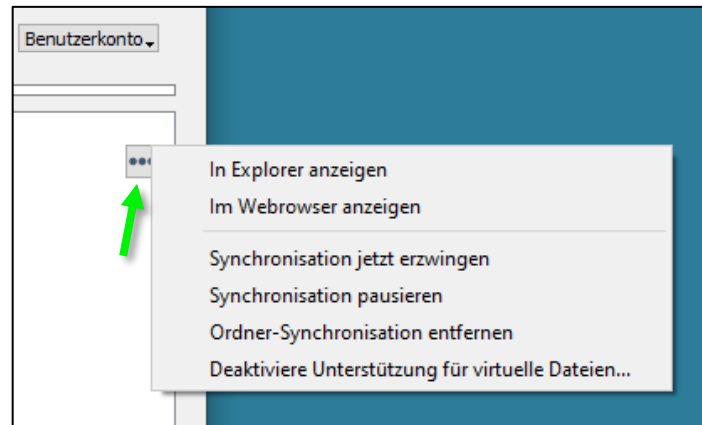 Benutzerkonto
In Explorer anzeigen
Im Webrowser anzeigen
Synchronisation jetzt erzwingen
Synchronisation pausieren
Ordner-Synchronisation entfernen
Deaktiviere Unterstützung für virtuelle Dateien...